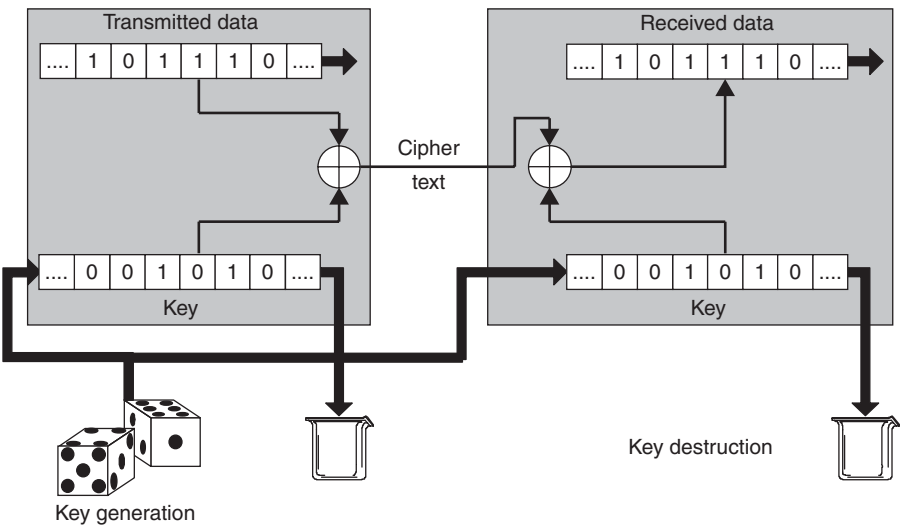 Transmitted data
.... 1 0 1 1 1 0 ....
Received data
.... 1 0 1 1 1 0 ....
Cipher
text
.... 0 0 1 0 1 0 ....
Key
.... 0 0 1 0 1 0 ....
Key
Key generation
Key destruction